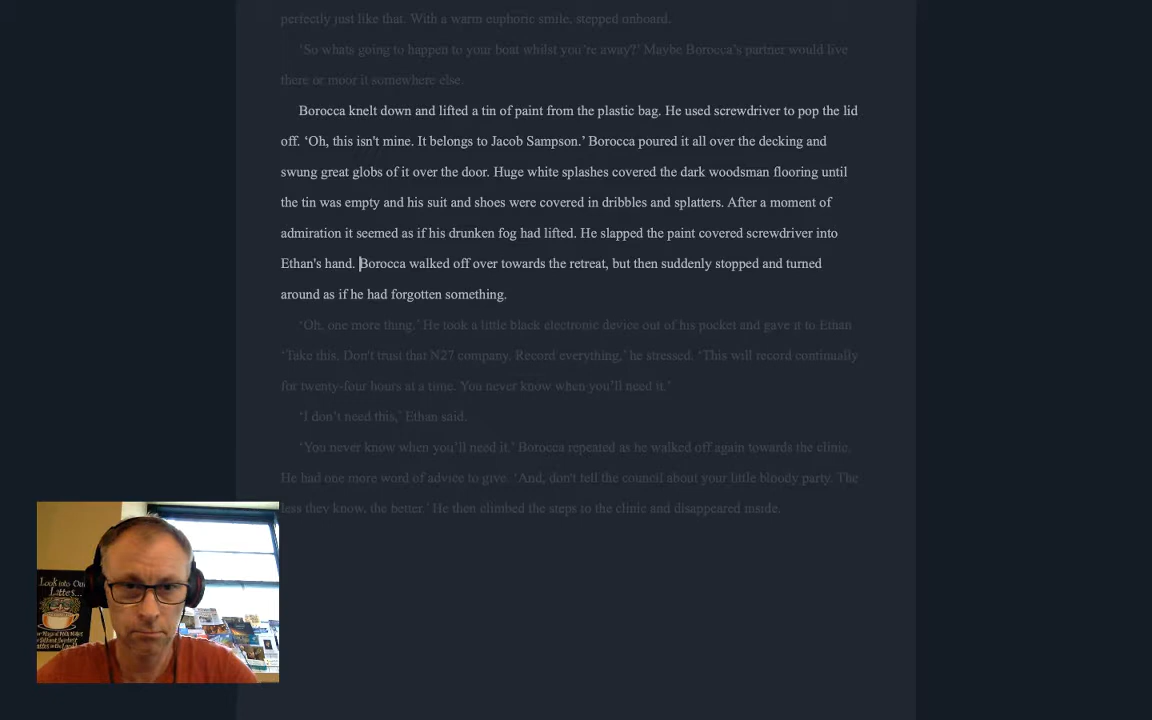 perfectly just like that. With a warm euphoric smile, stepped onboard.
‘So whats going to happen to your boat whilst you’re away?’ Maybe Borocca’s partner would live
there or moor it somewhere else.
Borocca knelt down and lifted a tin of paint from the plastic bag. He used screwdriver to pop the lid
off. ‘Oh, this isn't mine. It belongs to Jacob Sampson.’ Borocca poured it all over the decking and
swung great globs of it over the door. Huge white splashes covered the dark woodsman flooring until
the tin was empty and his suit and shoes were covered in dribbles and splatters. After a moment of
admiration it seemed as if his drunken fog had lifted. He slapped the paint covered screwdriver into
Ethan's hand. Borocca walked off over towards the retreat, but then suddenly stopped and turned
around as if he had forgotten something.
‘Oh, one more thing.’ He took a little black electronic device out of his pocket and gave it to Ethan
‘Take this. Don't trust that N27 company. Record everything,’ he stressed. ‘This will record continually
for twenty-four hours at a time. You never know when you’ll need it.’
‘I don’t need this,’ Ethan said.
‘You never know when you’ll need it.’ Borocca repeated as he walked off again towards the clinic.
He had one more word of advice to give. ‘And, don't tell the council about your little bloody party. The
less they know, the better.’ He then climbed the steps to the clinic and disappeared inside.
Look into Our
Lattes...